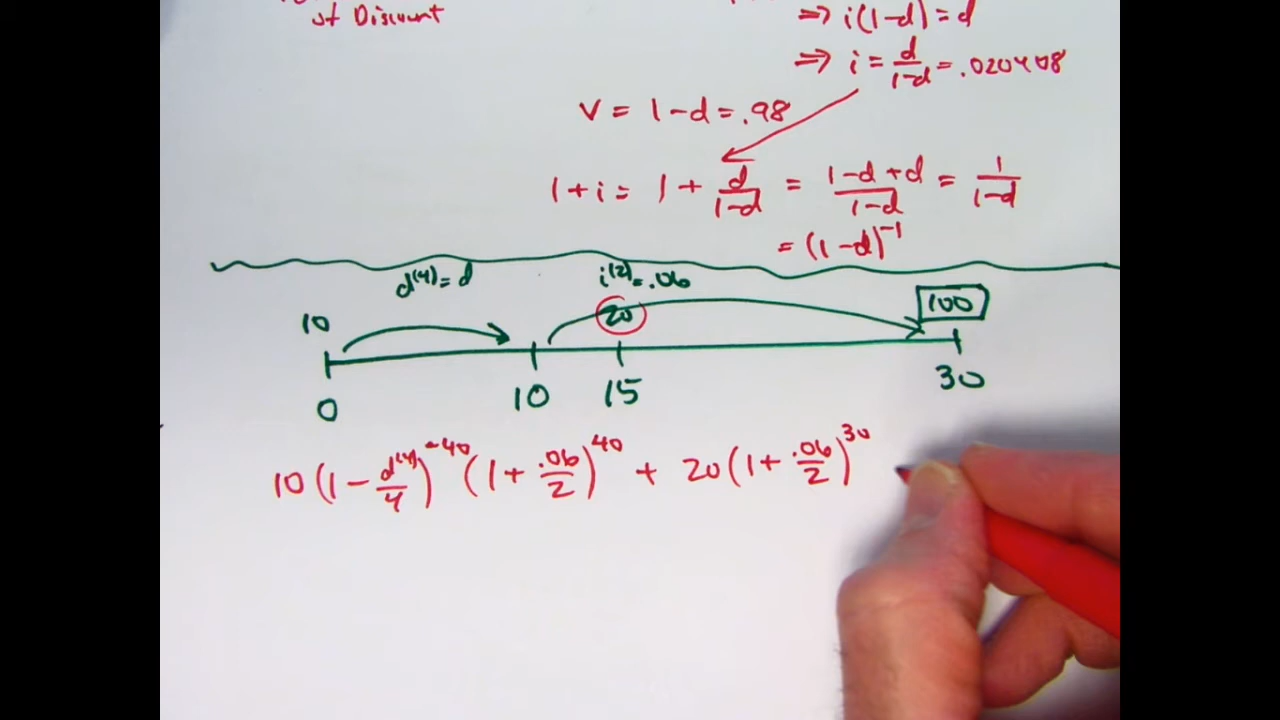 of Discount
⇒ i(1-d) = d
⇒ i = d/(1-d) = .020408
V = 1-d = .98
1+i = 1 + d/(1-d) = (1-d+d)/(1-d) = 1/(1-d)
= (1-d)^-1
d^(4) = d
i^(2) = .06
10 20 100
0 10 15 30
10(1 - d^(4)/4)^-40 (1 + .06/2)^40 + 20(1 + .06/2)^30